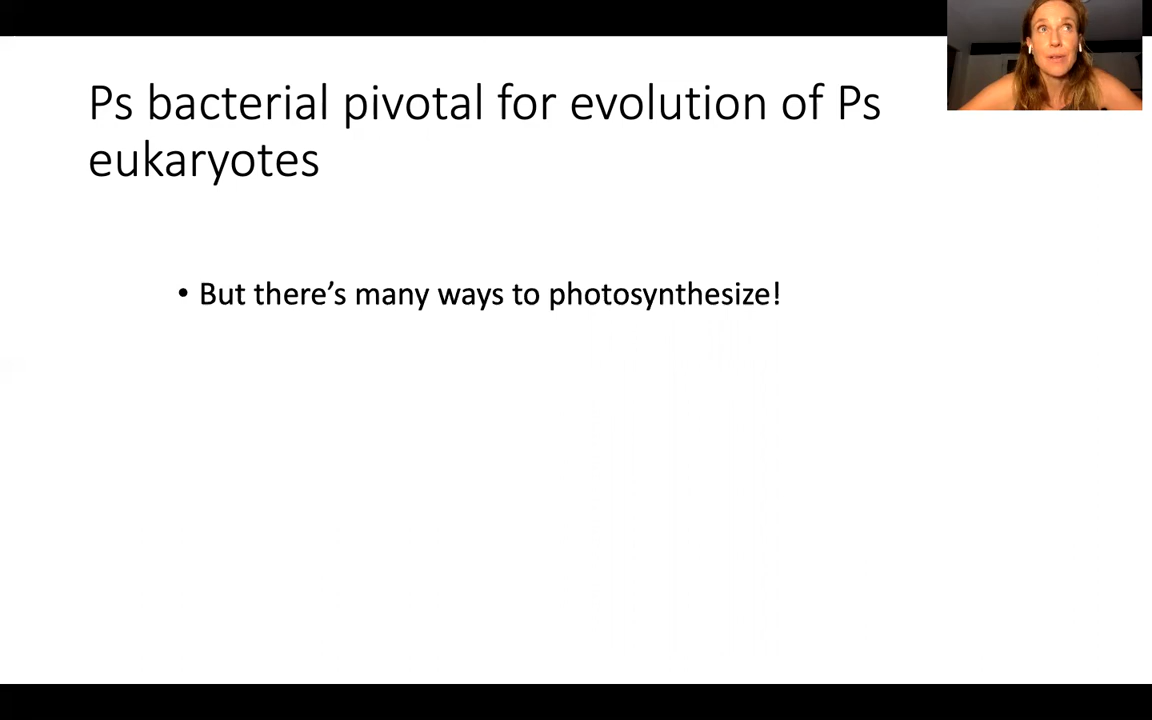 Ps bacterial pivotal for evolution of Ps
eukaryotes
• But there's many ways to photosynthesize!